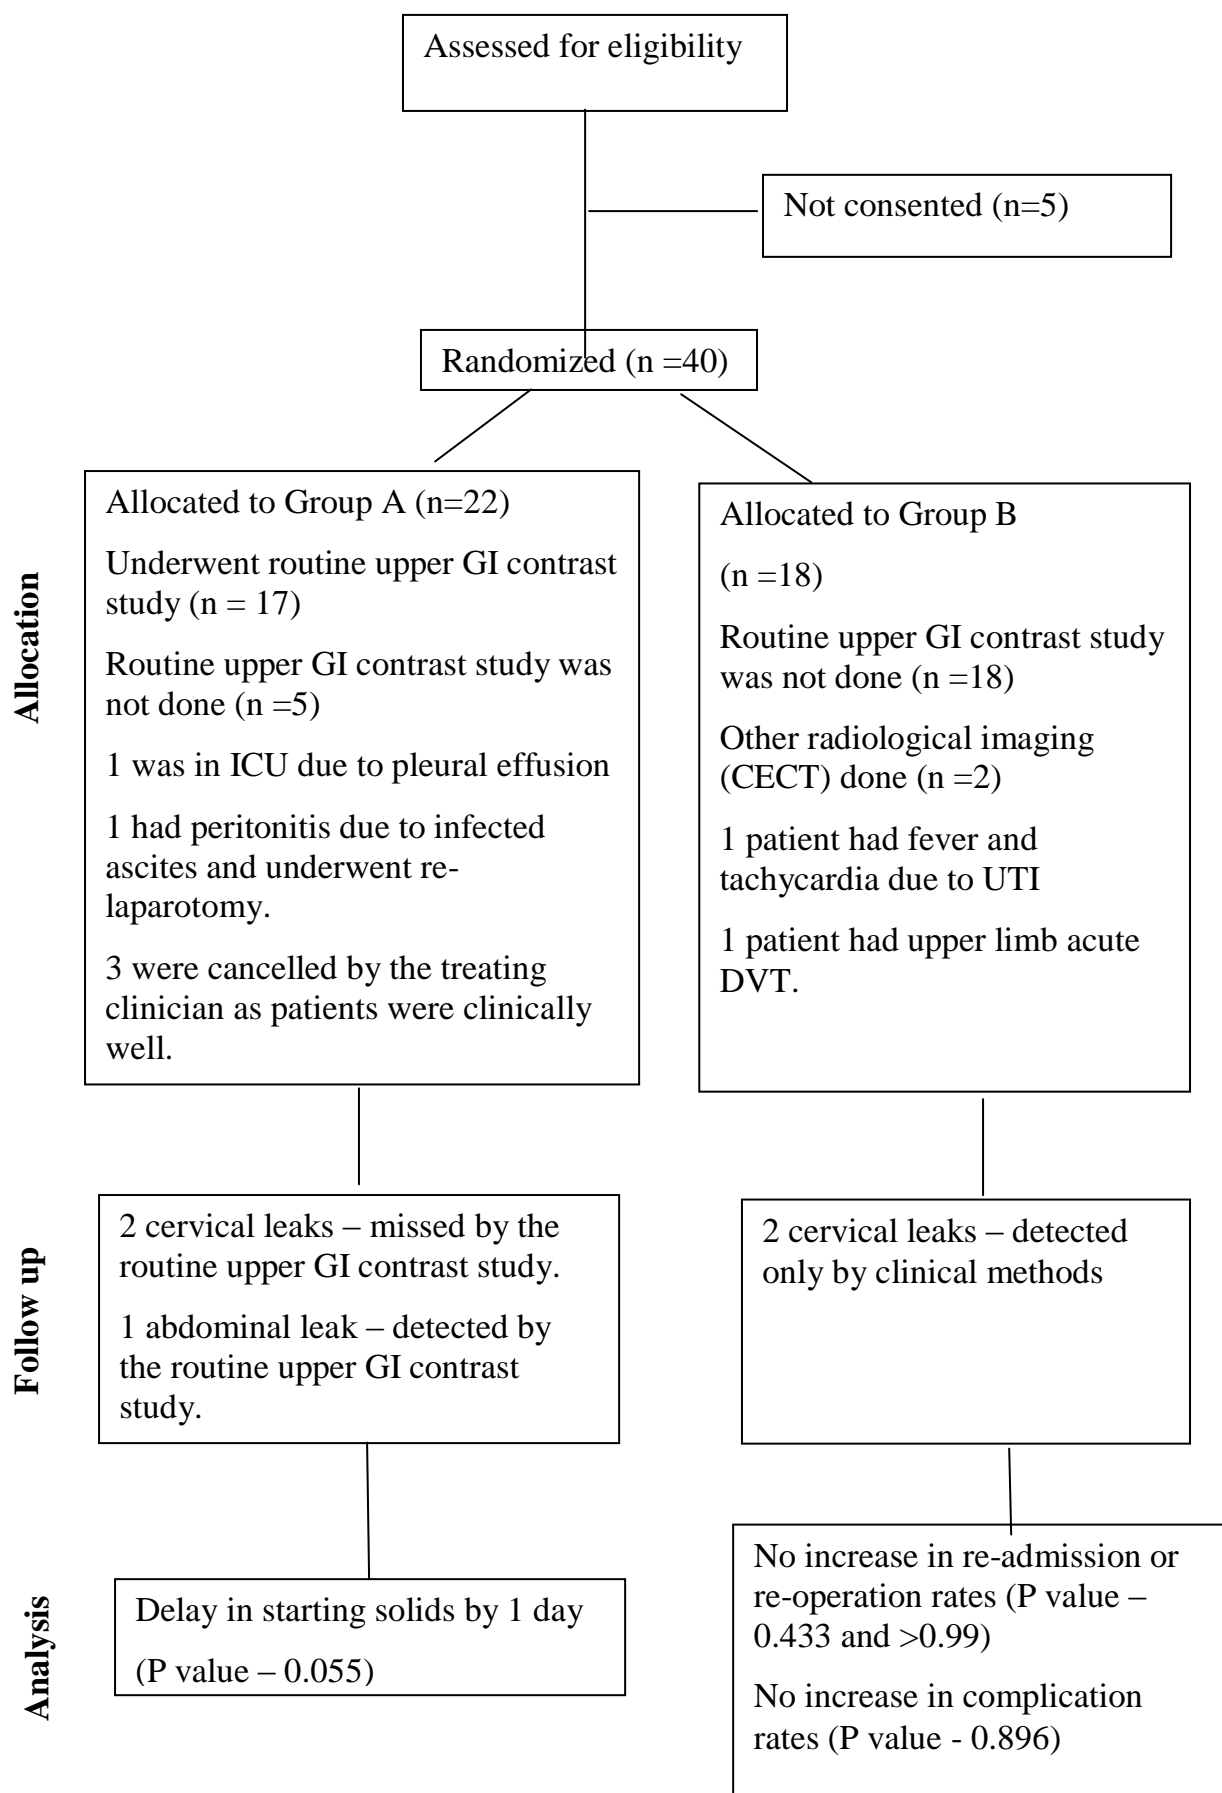 Assessed for eligibility
Not consented (n=5)
Randomized (n =40)
Allocation
Allocated to Group A (n=22)
Underwent routine upper GI contrast
study (n = 17)
Routine upper GI contrast study was
not done (n =5)
1 was in ICU due to pleural effusion
1 had peritonitis due to infected
ascites and underwent re-
laparotomy.
3 were cancelled by the treating
clinician as patients were clinically
well.
Allocated to Group B
(n =18)
Routine upper GI contrast study
was not done (n =18)
Other radiological imaging
(CECT) done (n =2)
1 patient had fever and
tachycardia due to UTI
1 patient had upper limb acute
DVT.
Follow up
2 cervical leaks – missed by the
routine upper GI contrast study.
1 abdominal leak – detected by
the routine upper GI contrast
study.
2 cervical leaks – detected
only by clinical methods
Analysis
Delay in starting solids by 1 day
(P value – 0.055)
No increase in re-admission or
re-operation rates (P value –
0.433 and >0.99)
No increase in complication
rates (P value - 0.896)